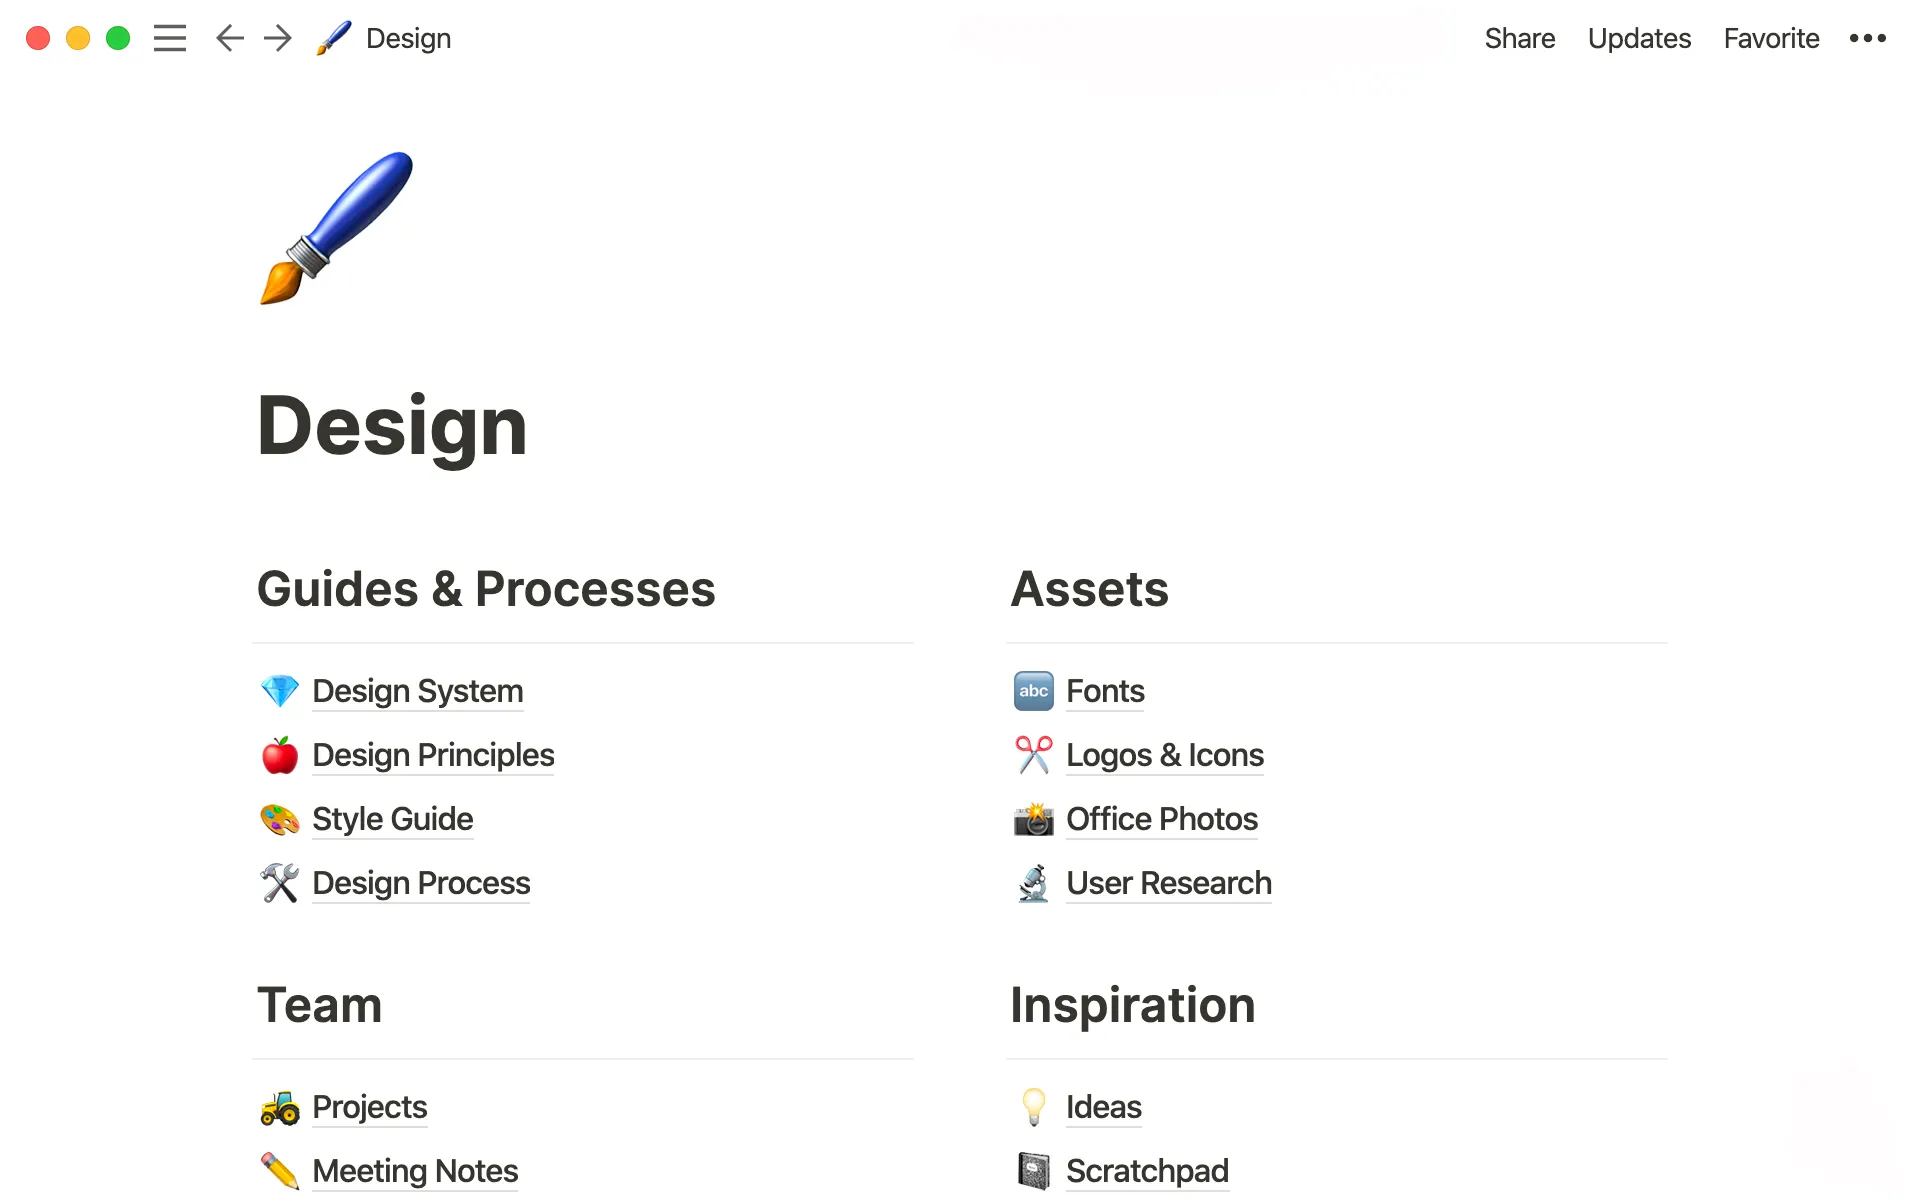 Design
Share Updates Favorite
Design
Guides & Processes
Design System
Design Principles
Style Guide
Design Process
Assets
abc Fonts
Logos & Icons
Office Photos
User Research
Team
Projects
Meeting Notes
Inspiration
Ideas
Scratchpad